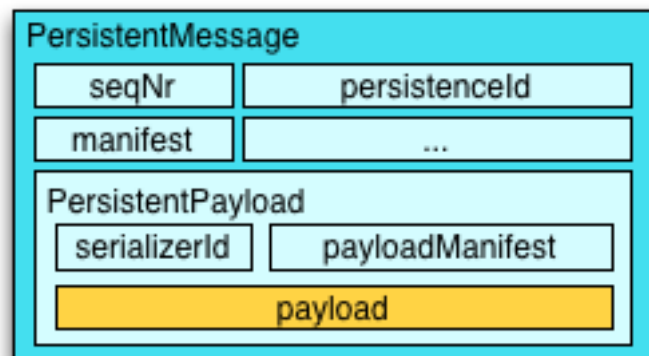 PersistentMessage
seqNr persistenceId
manifest ...
PersistentPayload
serializerId payloadManifest
payload